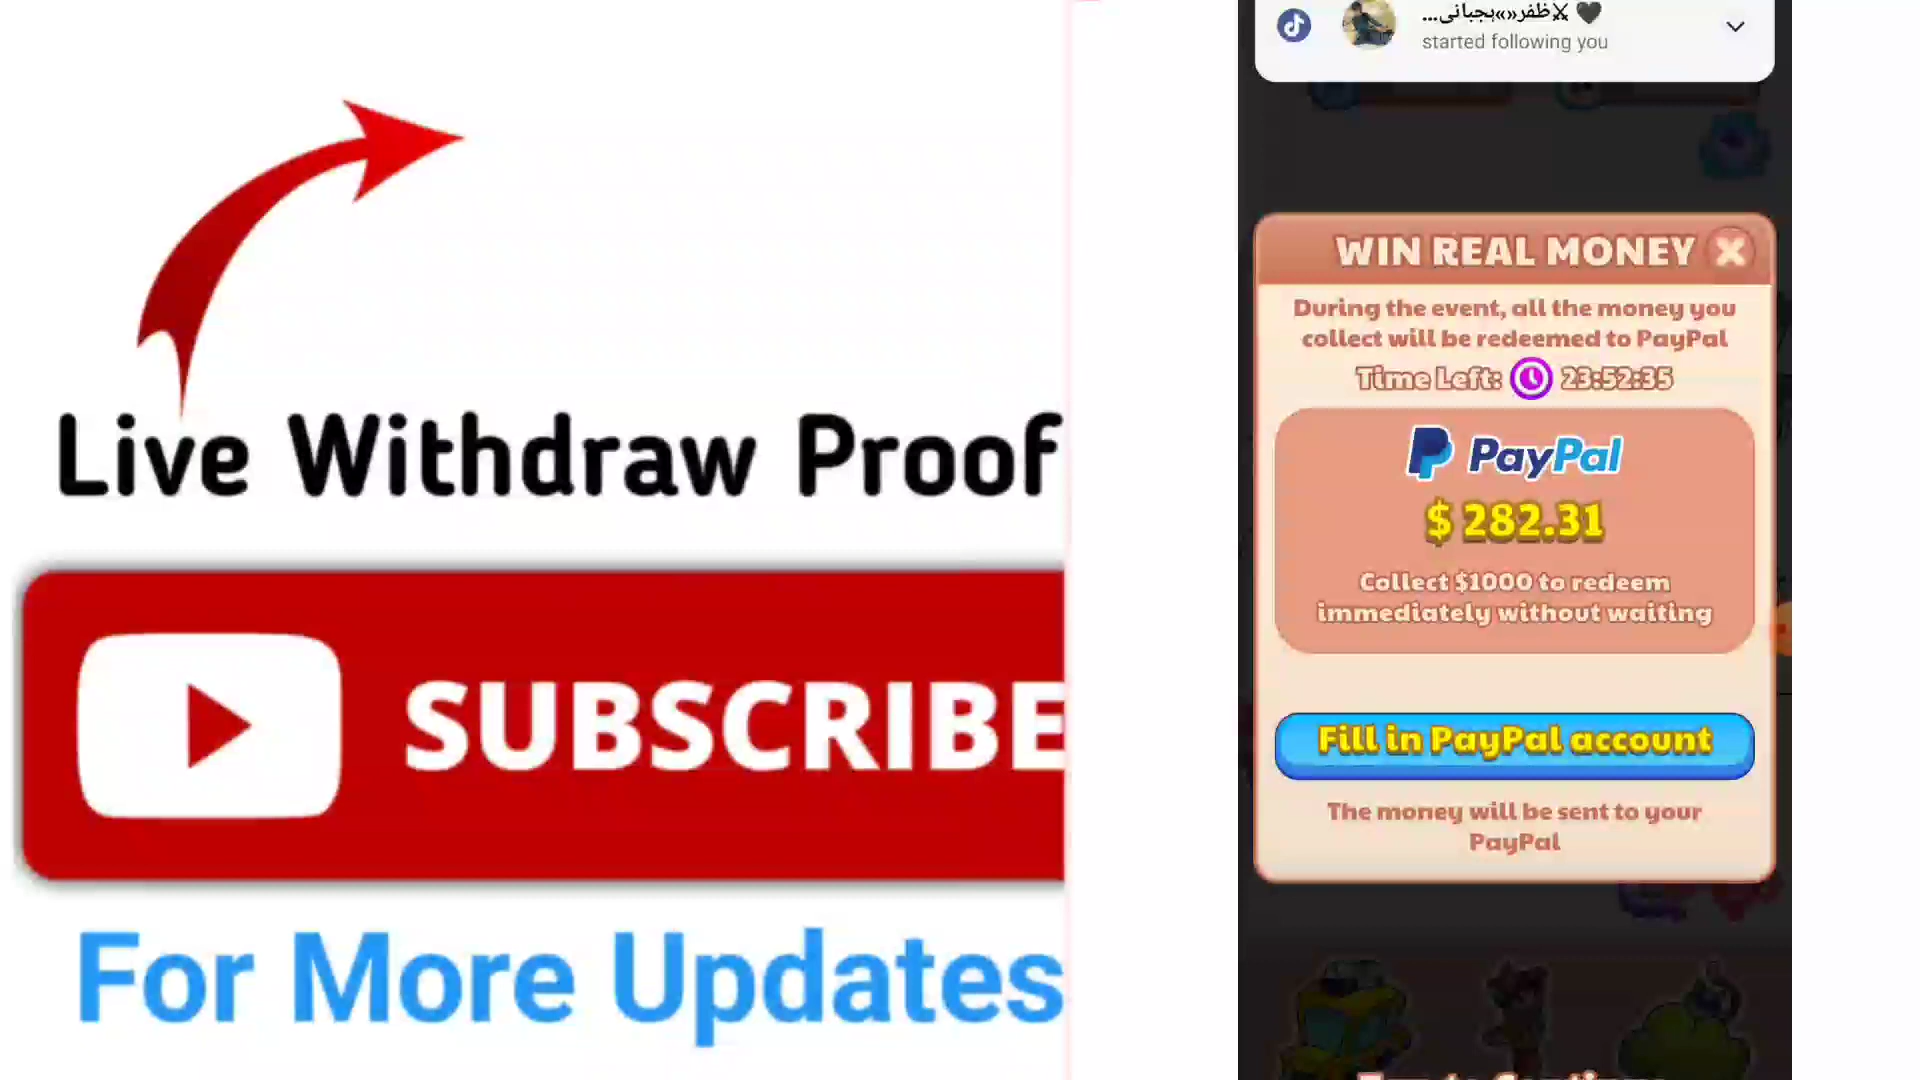 Live Withdraw Proof
SUBSCRIBE
For More Updates
ظفر«»بجبانى...
started following you
WIN REAL MONEY
During the event, all the money you
collect will be redeemed to PayPal
Time Left: 23:52:35
PayPal
$ 282.31
Collect $1000 to redeem
immediately without waiting
Fill in PayPal account
The money will be sent to your
PayPal